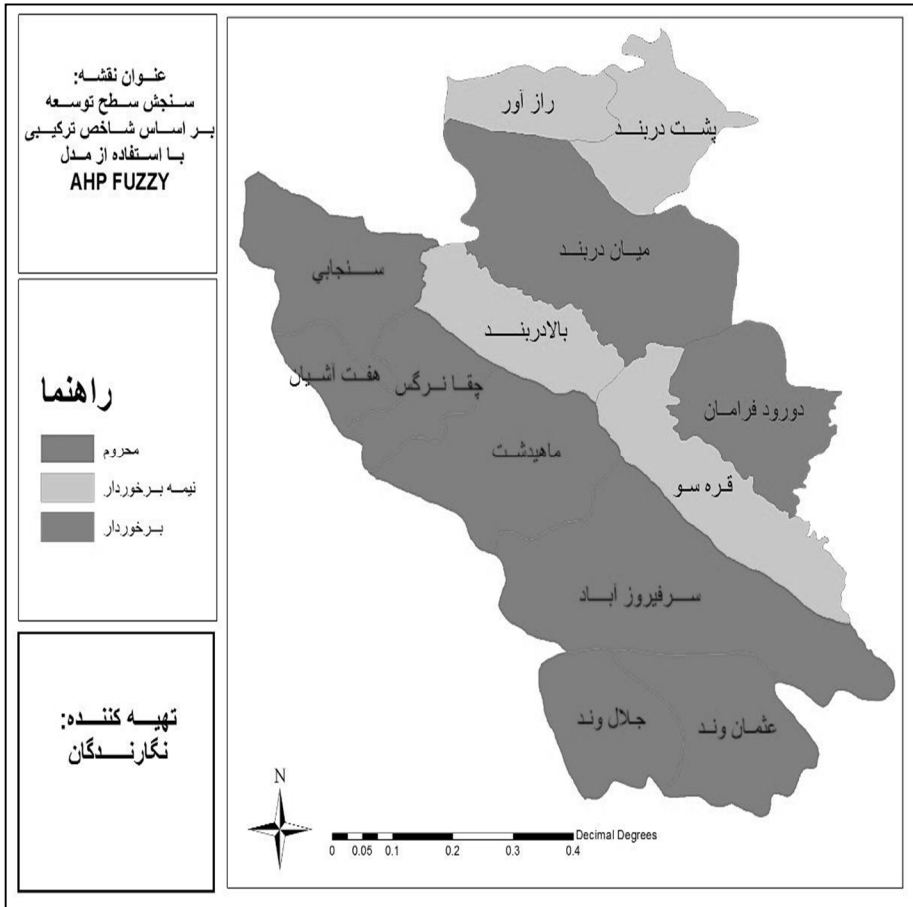 عنوان نقشه:
سنجش سطح توسعه
بر اساس شاخص ترکیبی
با استفاده از مدل
AHP FUZZY
راهنما
محروم
نیمه برخوردار
برخوردار
تهیه کننده:
نگارندگان
راز آور
پشت دربند
میان دربند
سنجابي
بالادربند
هفت آشیان
چقا نرگس
دورود فرامان
ماهیدشت
قره سو
سرفیروز آباد
جلال وند
عثمان وند
N
Decimal Degrees
0 0.05 0.1 0.2 0.3 0.4